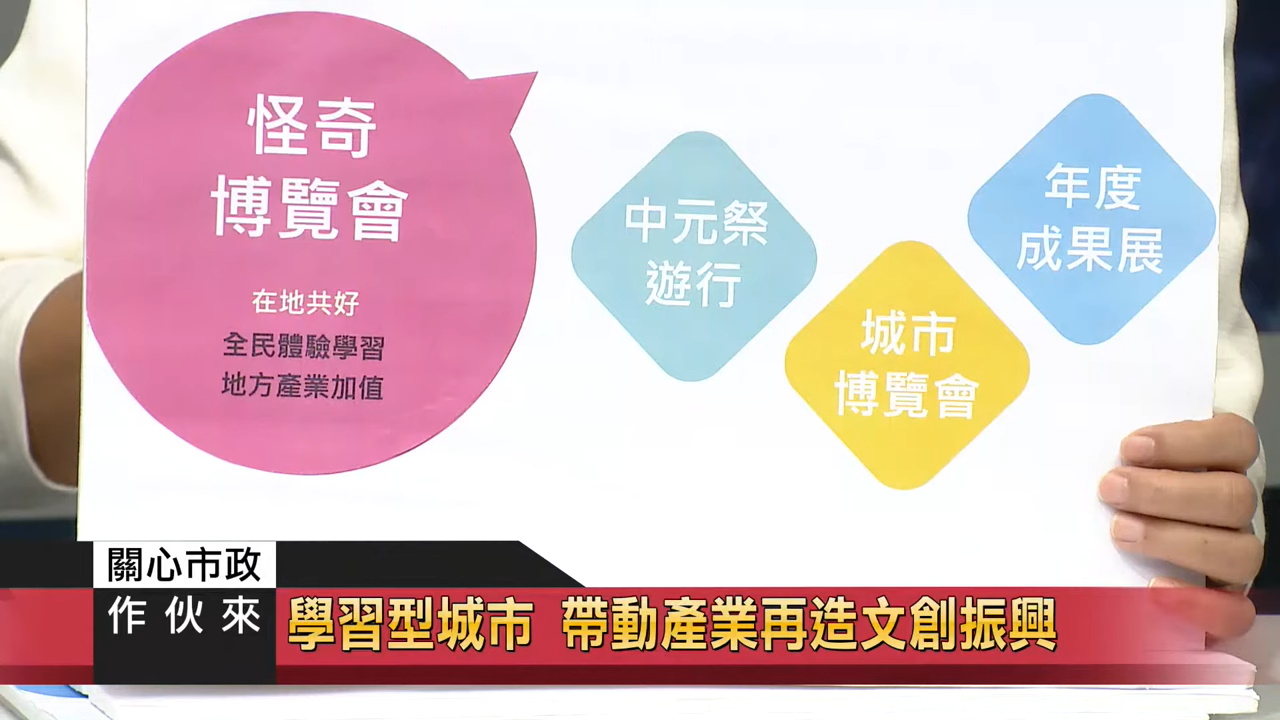 怪奇
博覽會
在地共好
全民體驗學習
地方產業加值
中元祭
遊行
城市
博覽會
年度
成果展
關心市政
作伙來
學習型城市 帶動產業再造文創振興